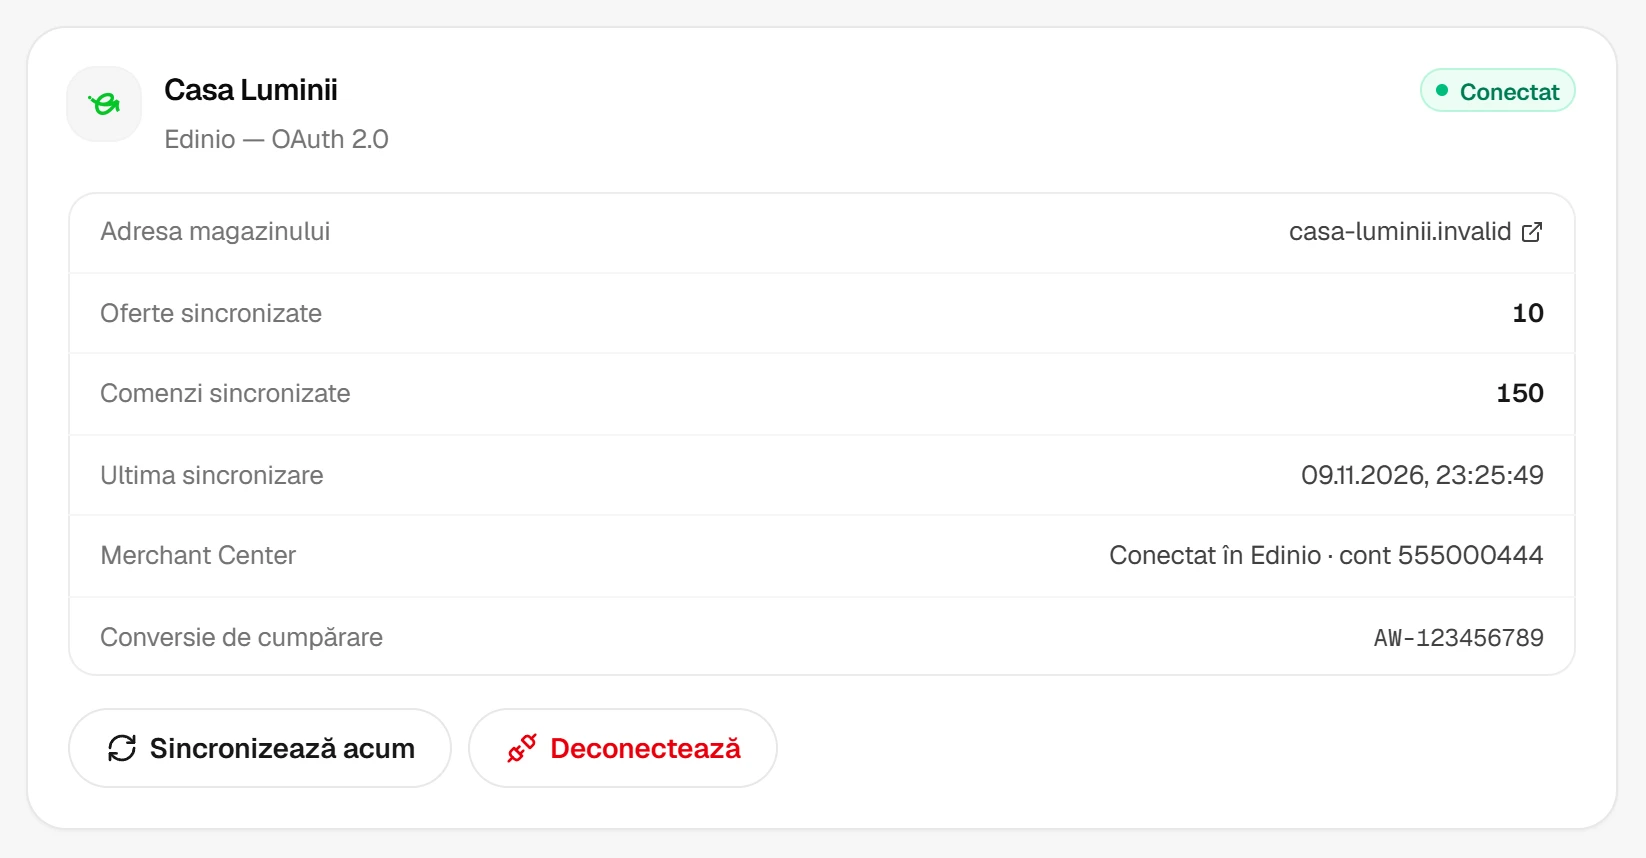 Casa Luminii
Edinio — OAuth 2.0
Conectat
Adresa magazinului casa-luminii.invalid
Oferte sincronizate 10
Comenzi sincronizate 150
Ultima sincronizare 09.11.2026, 23:25:49
Merchant Center Conectat în Edinio · cont 555000444
Conversie de cumpărare AW-123456789
Sincronizează acum Deconectează